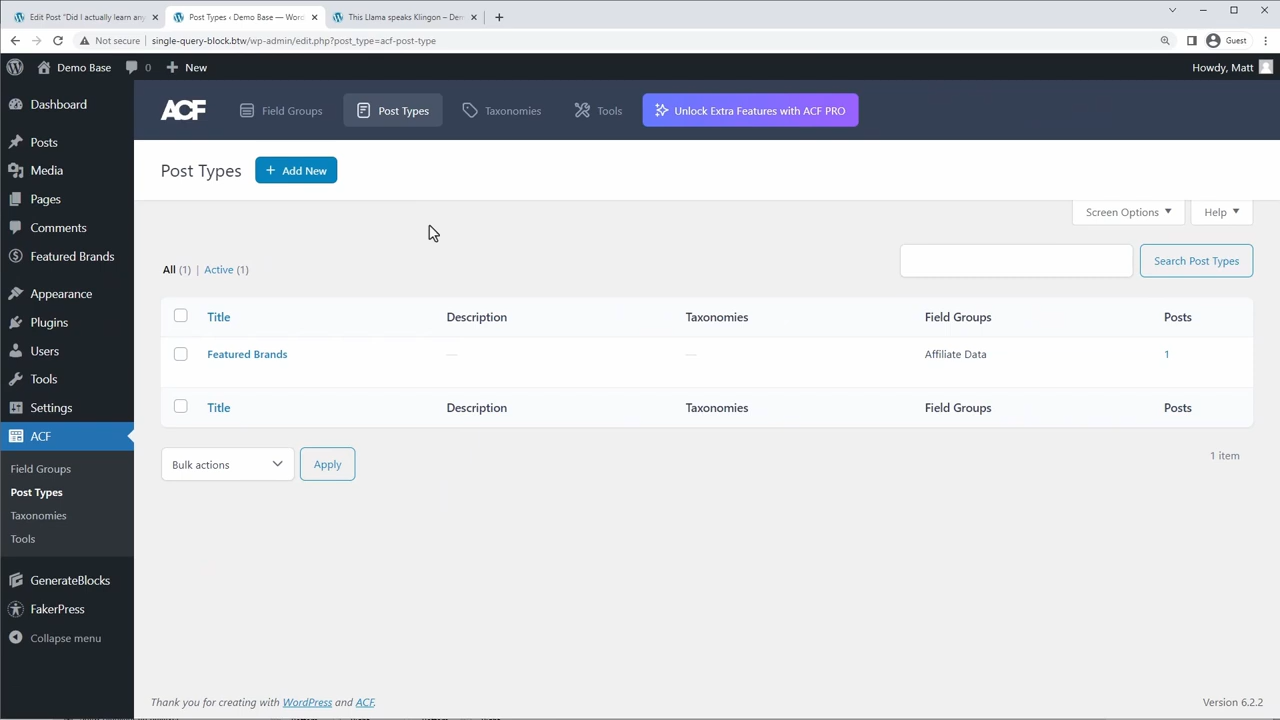 Edit Post "Did I actually learn any
Post Types ‹ Demo Base — Word
This Llama speaks Klingon – Dem
Not secure
single-query-block.btw/wp-admin/edit.php?post_type=acf-post-type
Guest
Demo Base
0
New
Howdy, Matt
Dashboard
Posts
Media
Pages
Comments
Featured Brands
Appearance
Plugins
Users
Tools
Settings
ACF
Field Groups
Post Types
Taxonomies
Tools
GenerateBlocks
FakerPress
Collapse menu
ACF
Field Groups
Post Types
Taxonomies
Tools
Unlock Extra Features with ACF PRO
Post Types
+ Add New
Screen Options
Help
All (1) | Active (1)
Search Post Types
Title Description Taxonomies Field Groups Posts
Featured Brands — — Affiliate Data 1
Title Description Taxonomies Field Groups Posts
Bulk actions
Apply
1 item
Thank you for creating with WordPress and ACF.
Version 6.2.2